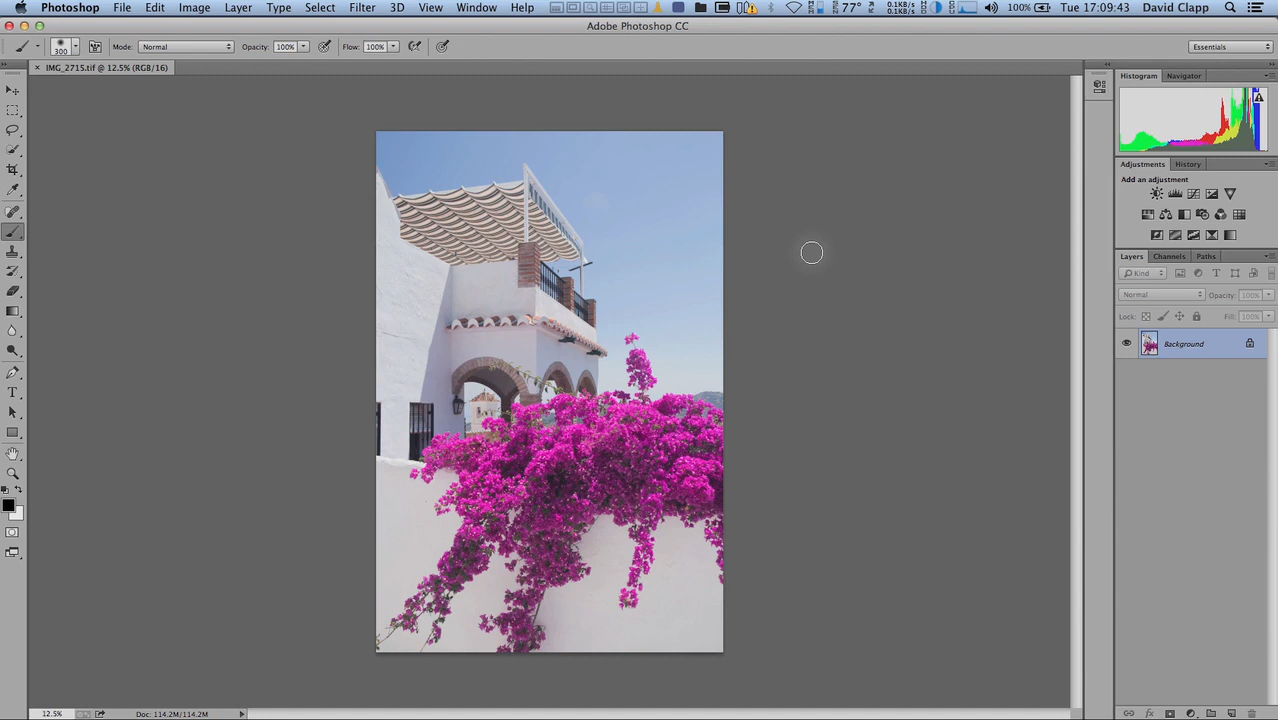 Photoshop File Edit Image Layer Type Select Filter 3D View Window Help 77° 0.1KB/s 0.0KB/s 100% Tue 17:09:43 David Clapp
Adobe Photoshop CC
300 Mode: Normal Opacity: 100% Flow: 100% Essentials
× IMG_2715.tif @ 12.5% (RGB/16)
Histogram Navigator
Adjustments History
Add an adjustment
Layers Channels Paths
Kind
Normal Opacity: 100%
Lock: Fill: 100%
Background
12.5% Doc: 114.2M/114.2M